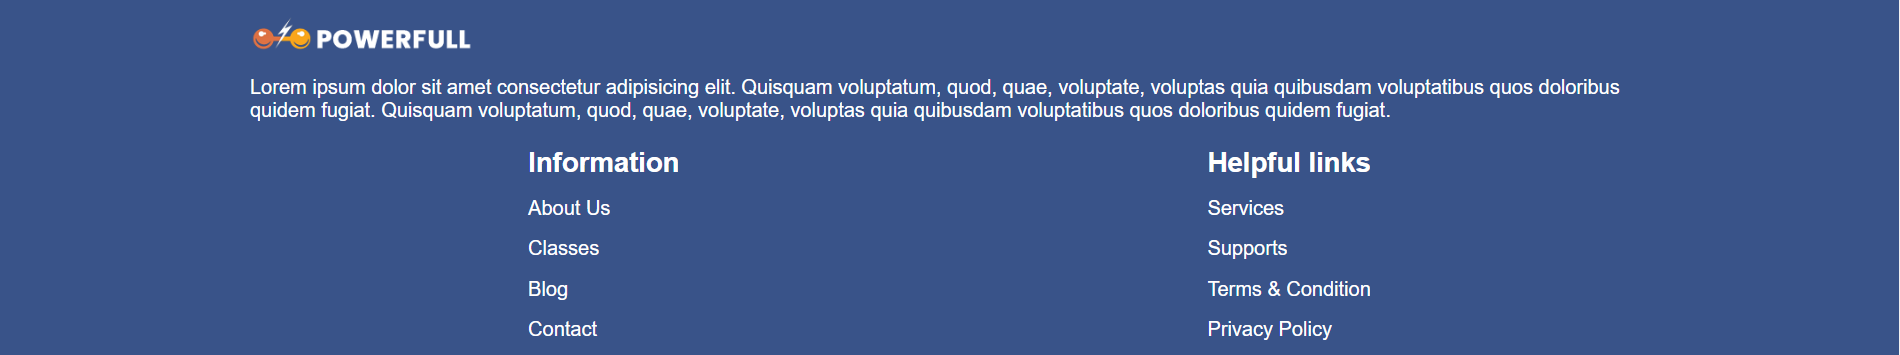 POWERFULL
Lorem ipsum dolor sit amet consectetur adipisicing elit. Quisquam voluptatum, quod, quae, voluptate, voluptas quia quibusdam voluptatibus quos doloribus
quidem fugiat. Quisquam voluptatum, quod, quae, voluptate, voluptas quia quibusdam voluptatibus quos doloribus quidem fugiat.
Information
About Us
Classes
Blog
Contact
Helpful links
Services
Supports
Terms & Condition
Privacy Policy